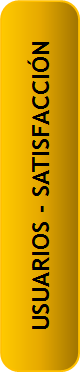 USUARIOS - SATISFACCIÓN